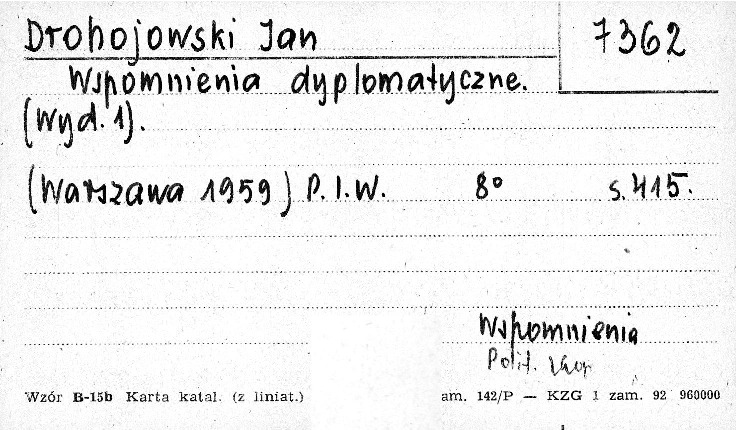 Drohojowski Jan
7362
Wspomnienia dyplomatyczne.
(Wyd. 1).
(Warszawa 1959) P.I.W. 8° s. 415.
Wspomnienia
Polit.
Wzór B-15b Karta katal. (z liniat.) am. 142/P — KZG 1 zam. 92 960000